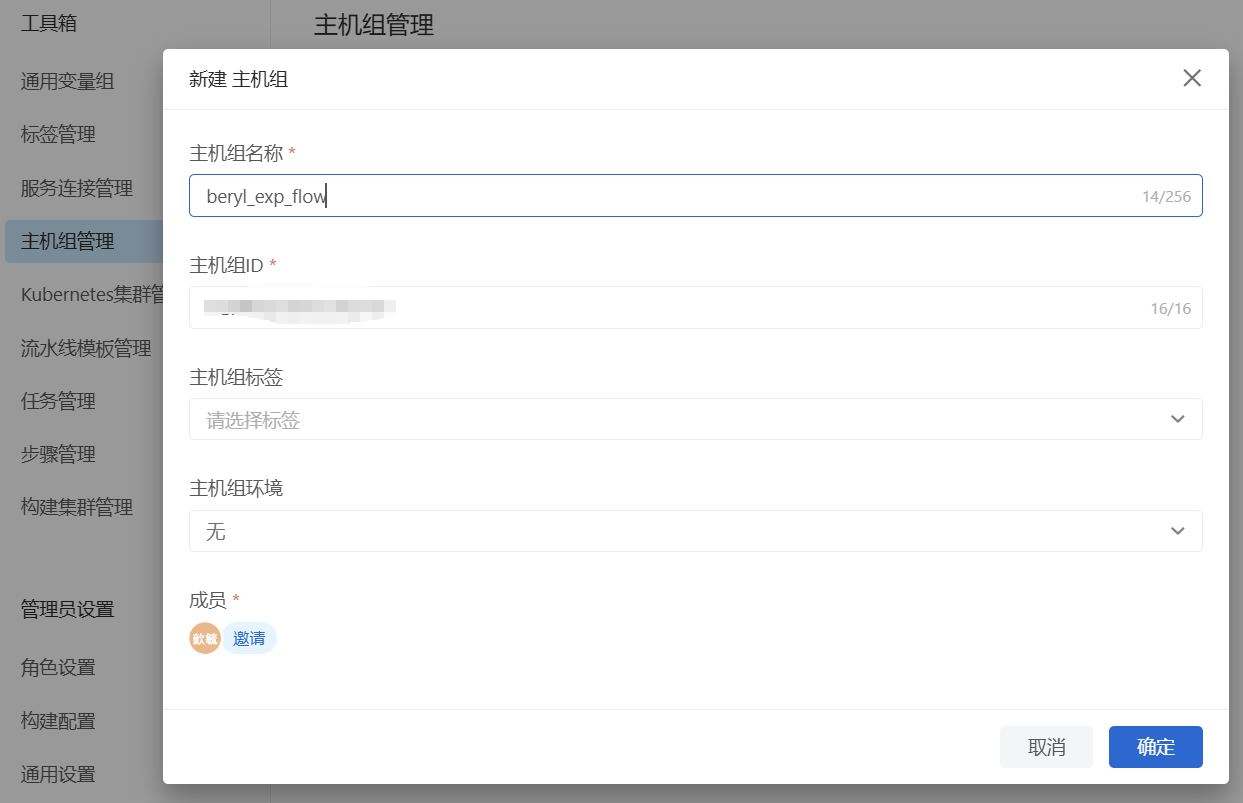 工具箱
通用变量组
标签管理
服务连接管理
主机组管理
Kubernetes集群管
流水线模板管理
任务管理
步骤管理
构建集群管理
管理员设置
角色设置
构建配置
通用设置
主机组管理
新建 主机组
主机组名称 *
beryl_exp_flow
14/256
主机组ID *
16/16
主机组标签
请选择标签
主机组环境
无
成员 *
歆毓 邀请
取消 确定